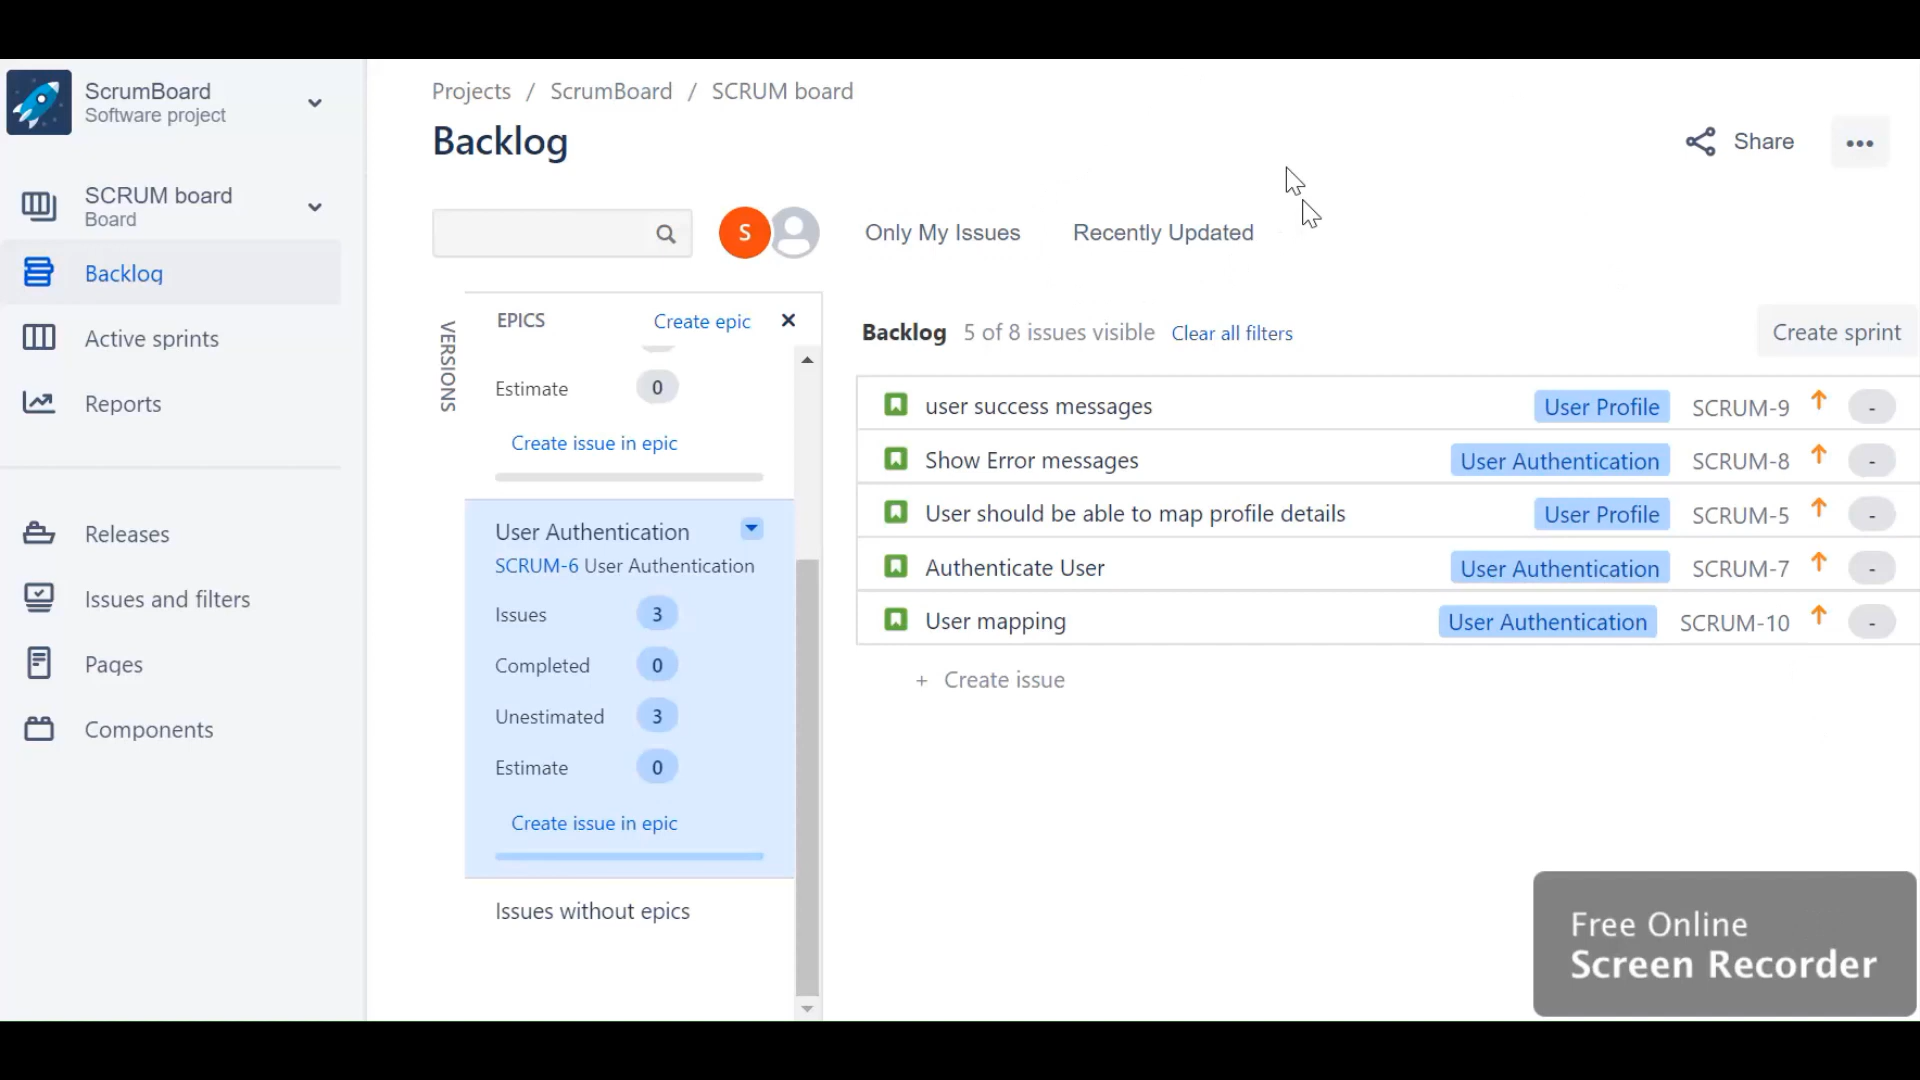 ScrumBoard
Software project
SCRUM board
Board
Backlog
Active sprints
Reports
Releases
Issues and filters
Pages
Components
Projects / ScrumBoard / SCRUM board
Backlog
Share
S
Only My Issues
Recently Updated
VERSIONS
EPICS
Create epic
Estimate 0
Create issue in epic
User Authentication
SCRUM-6 User Authentication
Issues 3
Completed 0
Unestimated 3
Estimate 0
Create issue in epic
Issues without epics
Backlog 5 of 8 issues visible Clear all filters
Create sprint
user success messages User Profile SCRUM-9 -
Show Error messages User Authentication SCRUM-8 -
User should be able to map profile details User Profile SCRUM-5 -
Authenticate User User Authentication SCRUM-7 -
User mapping User Authentication SCRUM-10 -
+ Create issue
Free Online
Screen Recorder